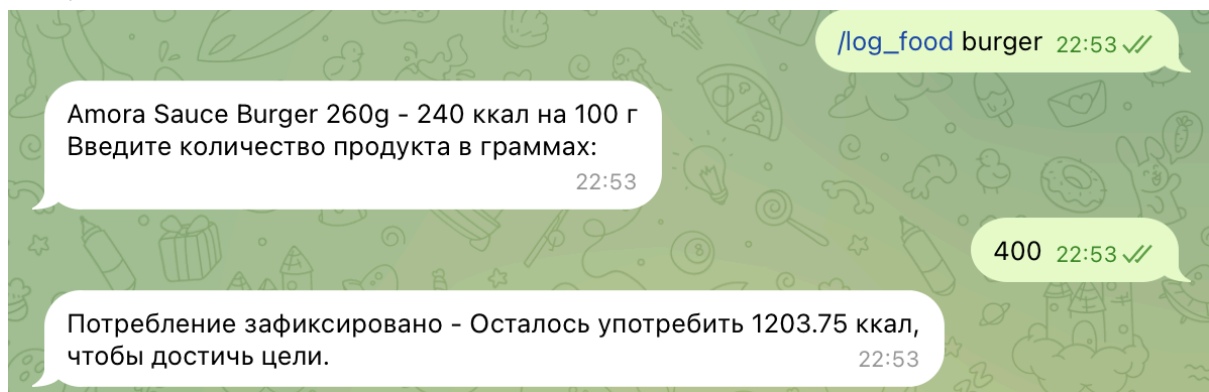 /log_food burger 22:53
Amora Sauce Burger 260g - 240 ккал на 100 г
Введите количество продукта в граммах:
22:53
400 22:53
Потребление зафиксировано - Осталось употребить 1203.75 ккал,
чтобы достичь цели. 22:53